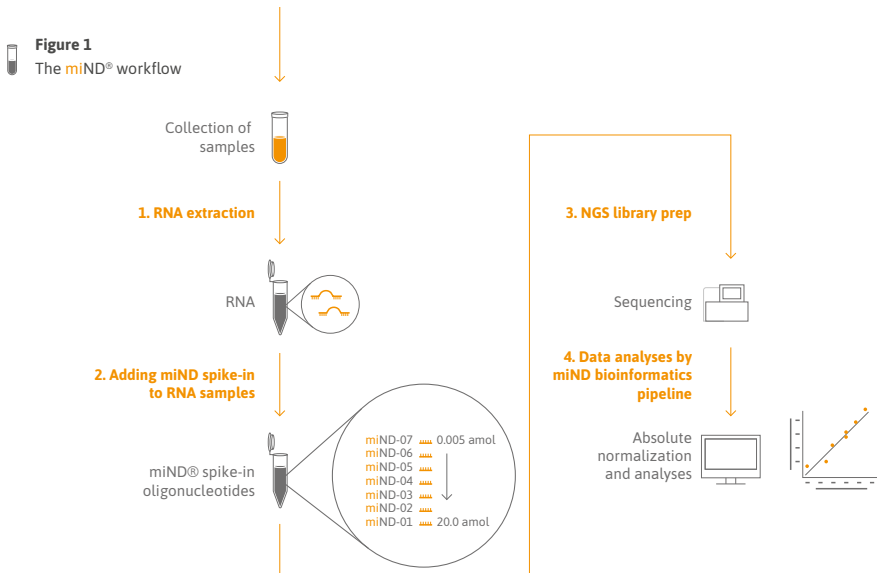 Figure 1
The miND® workflow
Collection of
samples
1. RNA extraction
RNA
2. Adding miND spike-in
to RNA samples
miND® spike-in
oligonucleotides
miND-07 0.005 amol
miND-06
miND-05
miND-04
miND-03
miND-02
miND-01 20.0 amol
3. NGS library prep
Sequencing
4. Data analyses by
miND bioinformatics
pipeline
Absolute
normalization
and analyses